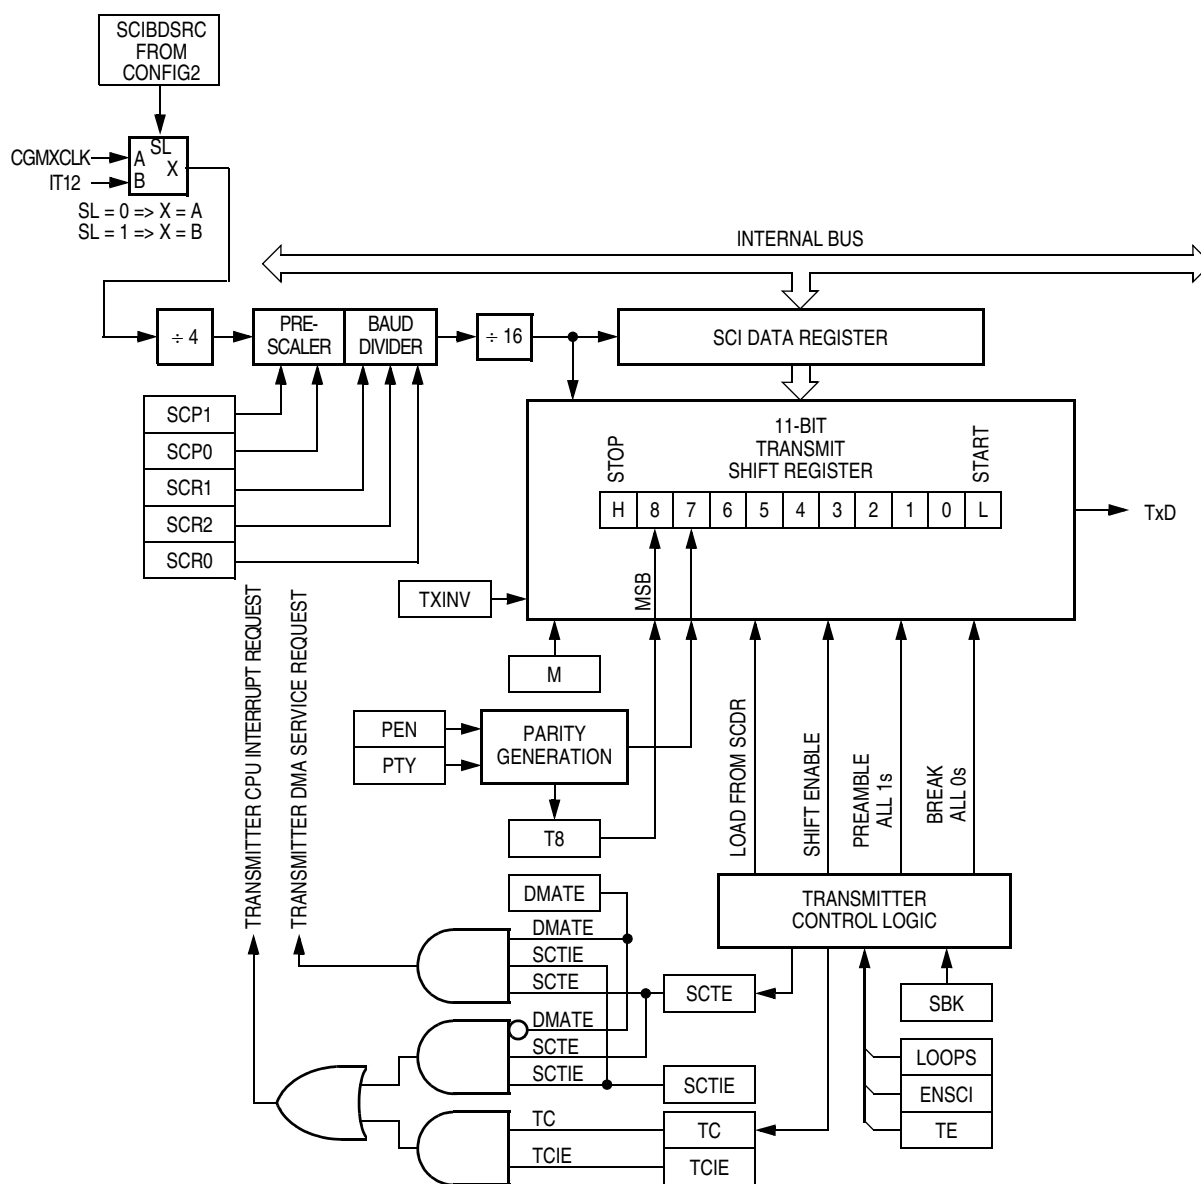 SCIBDSRC
FROM
CONFIG2
SL
CGMXCLK
A
X
IT12
B
SL = 0 => X = A
SL = 1 => X = B
INTERNAL BUS
÷ 4
PRE-
SCALER
BAUD
DIVIDER
÷ 16
SCI DATA REGISTER
SCP1
SCP0
SCR1
SCR2
SCR0
11-BIT
TRANSMIT
SHIFT REGISTER
STOP
START
H 8 7 6 5 4 3 2 1 0 L
TxD
MSB
TXINV
M
PEN
PTY
PARITY
GENERATION
T8
TRANSMITTER CPU INTERRUPT REQUEST
TRANSMITTER DMA SERVICE REQUEST
LOAD FROM SCDR
SHIFT ENABLE
PREAMBLE
ALL 1s
BREAK
ALL 0s
TRANSMITTER
CONTROL LOGIC
DMATE
DMATE
SCTIE
SCTE
SCTE
SBK
DMATE
SCTE
SCTIE
SCTIE
LOOPS
ENSCI
TE
TC
TC
TCIE
TCIE